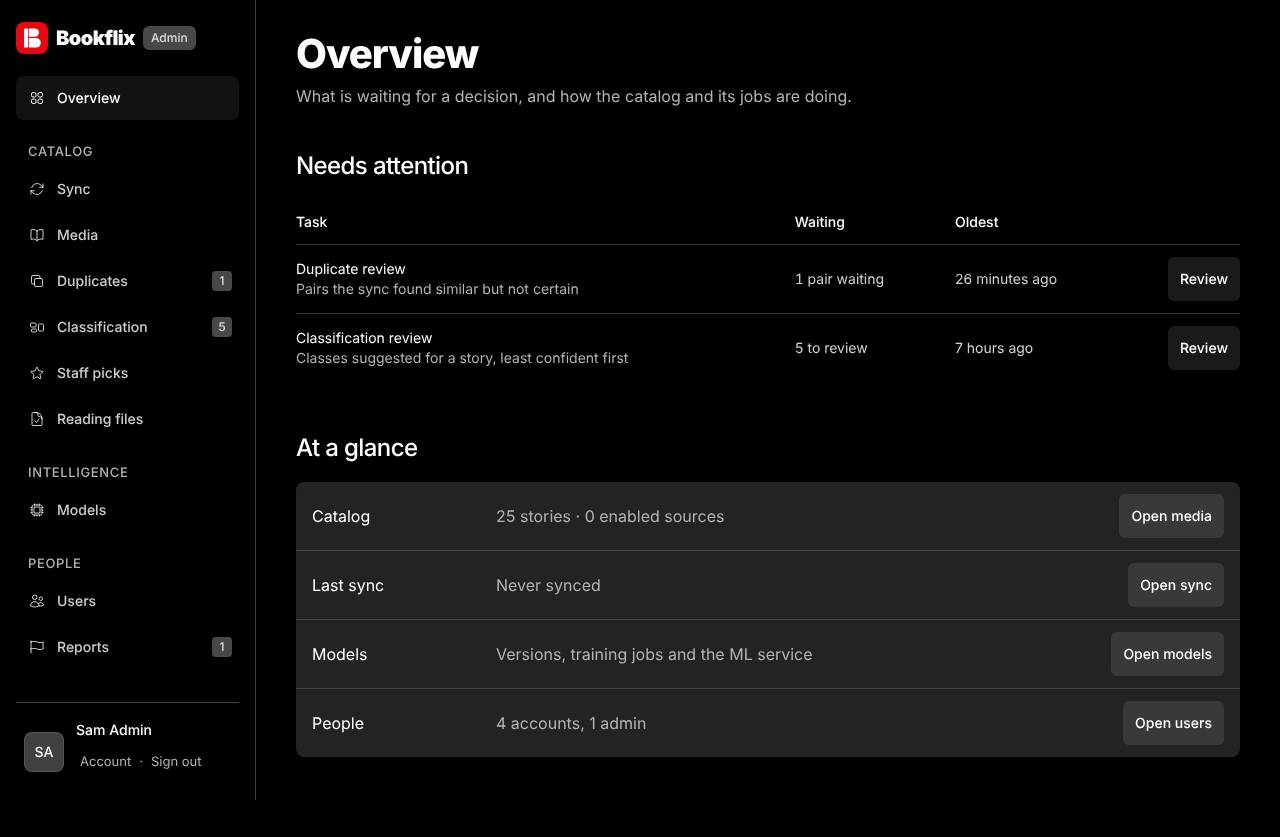 Bookflix Admin
Overview
CATALOG
Sync
Media
Duplicates 1
Classification 5
Staff picks
Reading files
INTELLIGENCE
Models
PEOPLE
Users
Reports 1
SA
Sam Admin
Account · Sign out
Overview
What is waiting for a decision, and how the catalog and its jobs are doing.
Needs attention
Task Waiting Oldest
Duplicate review
Pairs the sync found similar but not certain
1 pair waiting 26 minutes ago Review
Classification review
Classes suggested for a story, least confident first
5 to review 7 hours ago Review
At a glance
Catalog 25 stories · 0 enabled sources Open media
Last sync Never synced Open sync
Models Versions, training jobs and the ML service Open models
People 4 accounts, 1 admin Open users